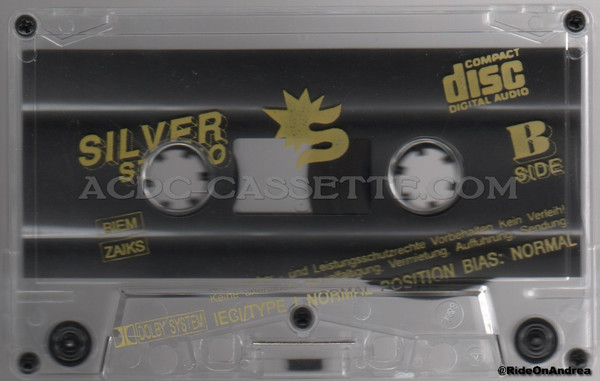 COMPACT
disc
DIGITAL AUDIO
SILVER
B
SIDE
ACDC-CASSETTE.COM
BIEM
ZAIKS
und Leistungsschutzrechte Vorbehalten Kein Verleih!
Vermietung, Aufführung, Sendung
DOLBY SYSTEM
IECI/TYPE I NORMAL POSITION BIAS: NORMAL
@RideOnAndrea